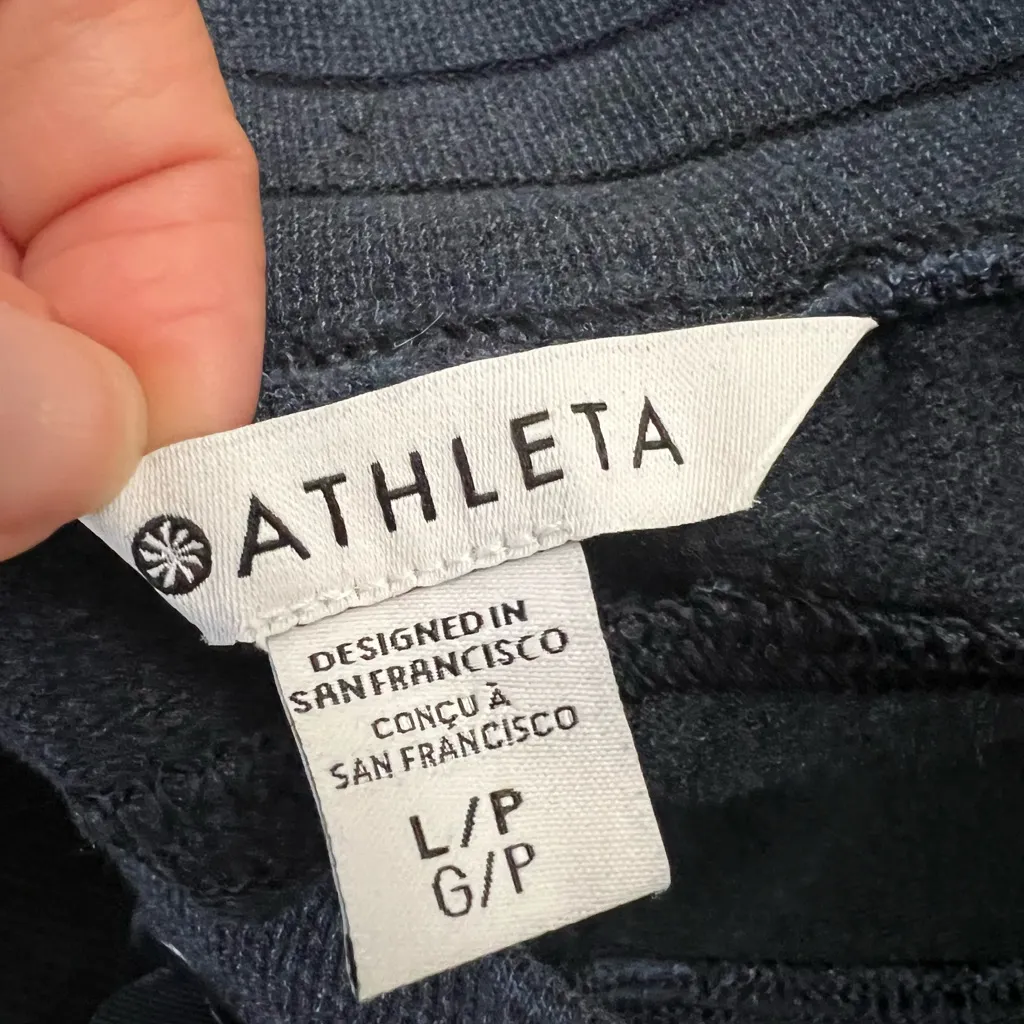 ATHLETA
DESIGNED IN
SAN FRANCISCO
CONÇU À
SAN FRANCISCO
L/P
G/P